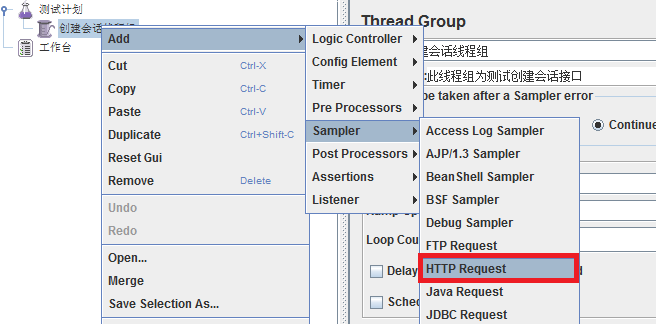 测试计划
创建会话线程组
工作台
Add
Cut Ctrl-X
Copy Ctrl-C
Paste Ctrl-V
Duplicate Ctrl+Shift-C
Reset Gui
Remove Delete
Undo
Redo
Open...
Merge
Save Selection As...
Logic Controller
Config Element
Timer
Pre Processors
Sampler
Post Processors
Assertions
Listener
Access Log Sampler
AJP/1.3 Sampler
BeanShell Sampler
BSF Sampler
Debug Sampler
FTP Request
HTTP Request
Java Request
JDBC Request
Thread Group
建会话线程组
:此线程组为测试创建会话接口
be taken after a Sampler error
Continue
Loop Cou
Delay
Sched